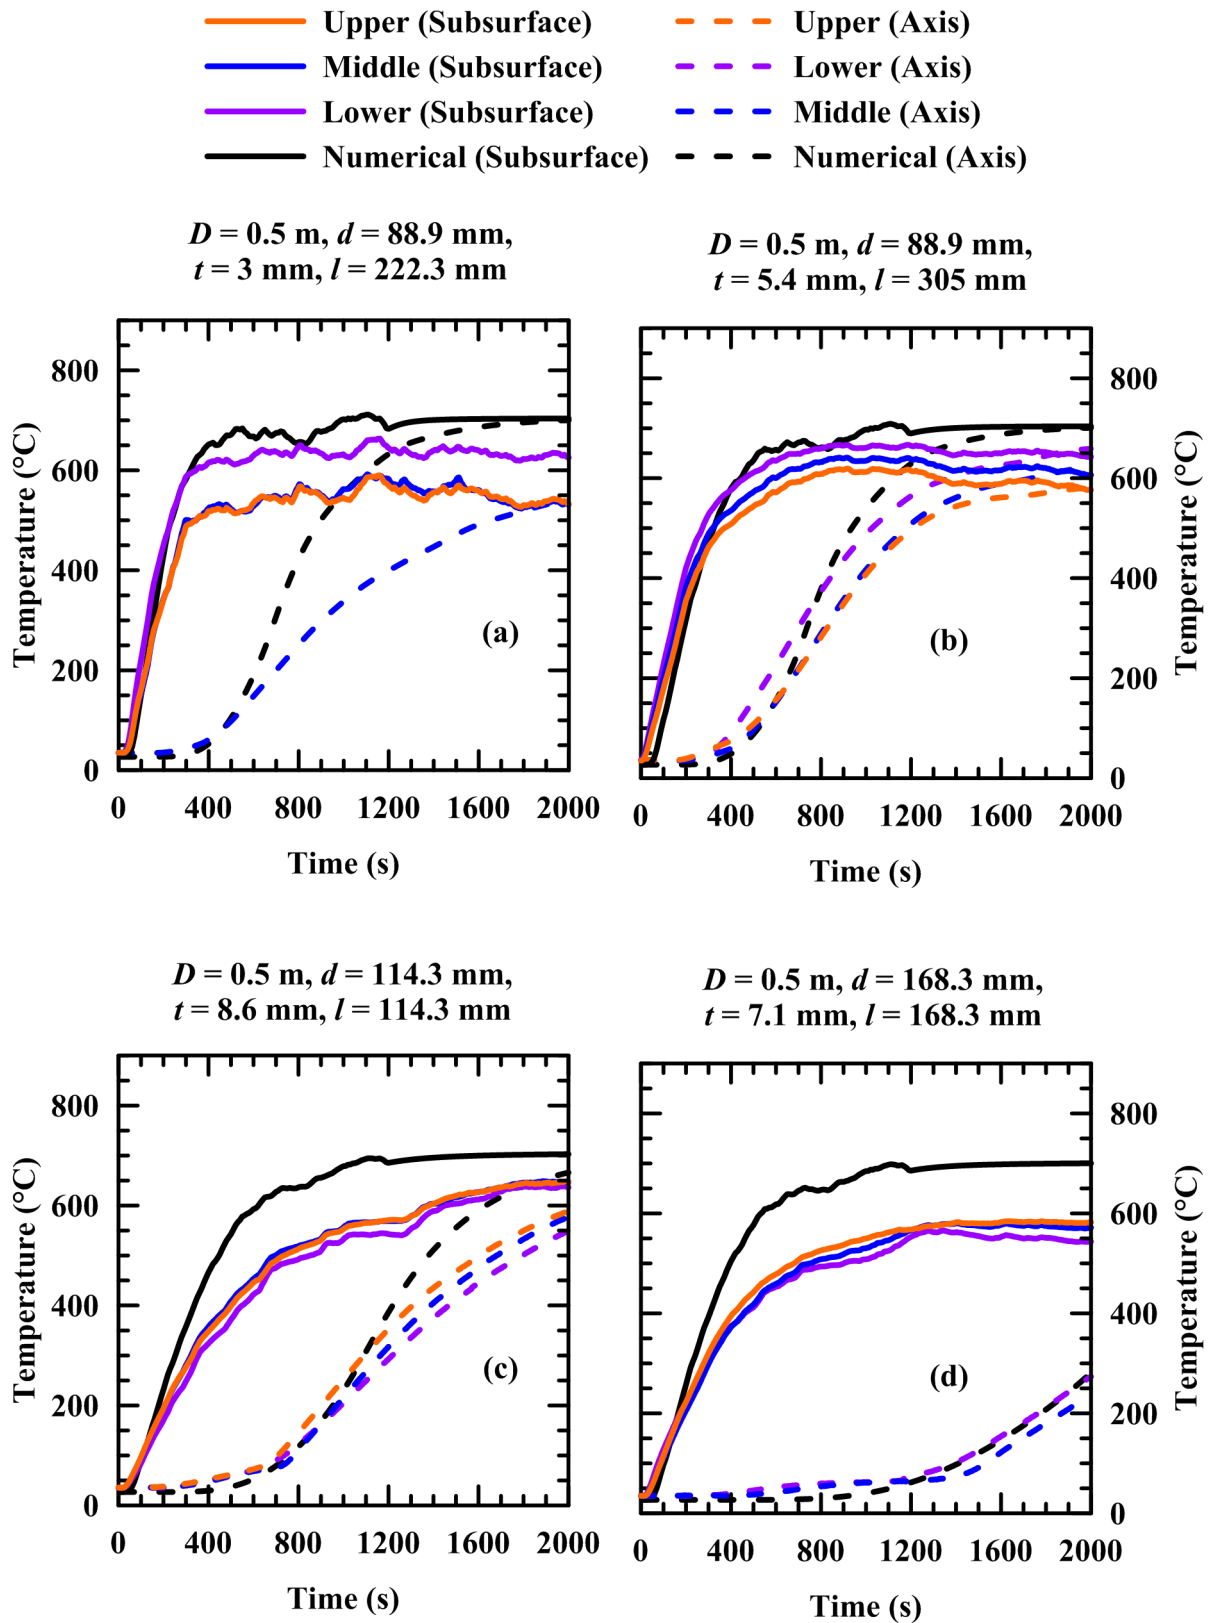 Upper (Subsurface)
Upper (Axis)
Middle (Subsurface)
Lower (Axis)
Lower (Subsurface)
Middle (Axis)
Numerical (Subsurface)
Numerical (Axis)
D = 0.5 m, d = 88.9 mm,
t = 3 mm, l = 222.3 mm
800
600
400
200
0
Temperature (°C)
(a)
0 400 800 1200 1600 2000
Time (s)
D = 0.5 m, d = 88.9 mm,
t = 5.4 mm, l = 305 mm
800
600
400
200
0
Temperature (°C)
(b)
0 400 800 1200 1600 2000
Time (s)
D = 0.5 m, d = 114.3 mm,
t = 8.6 mm, l = 114.3 mm
800
600
400
200
0
Temperature (°C)
(c)
0 400 800 1200 1600 2000
Time (s)
D = 0.5 m, d = 168.3 mm,
t = 7.1 mm, l = 168.3 mm
800
600
400
200
0
Temperature (°C)
(d)
0 400 800 1200 1600 2000
Time (s)